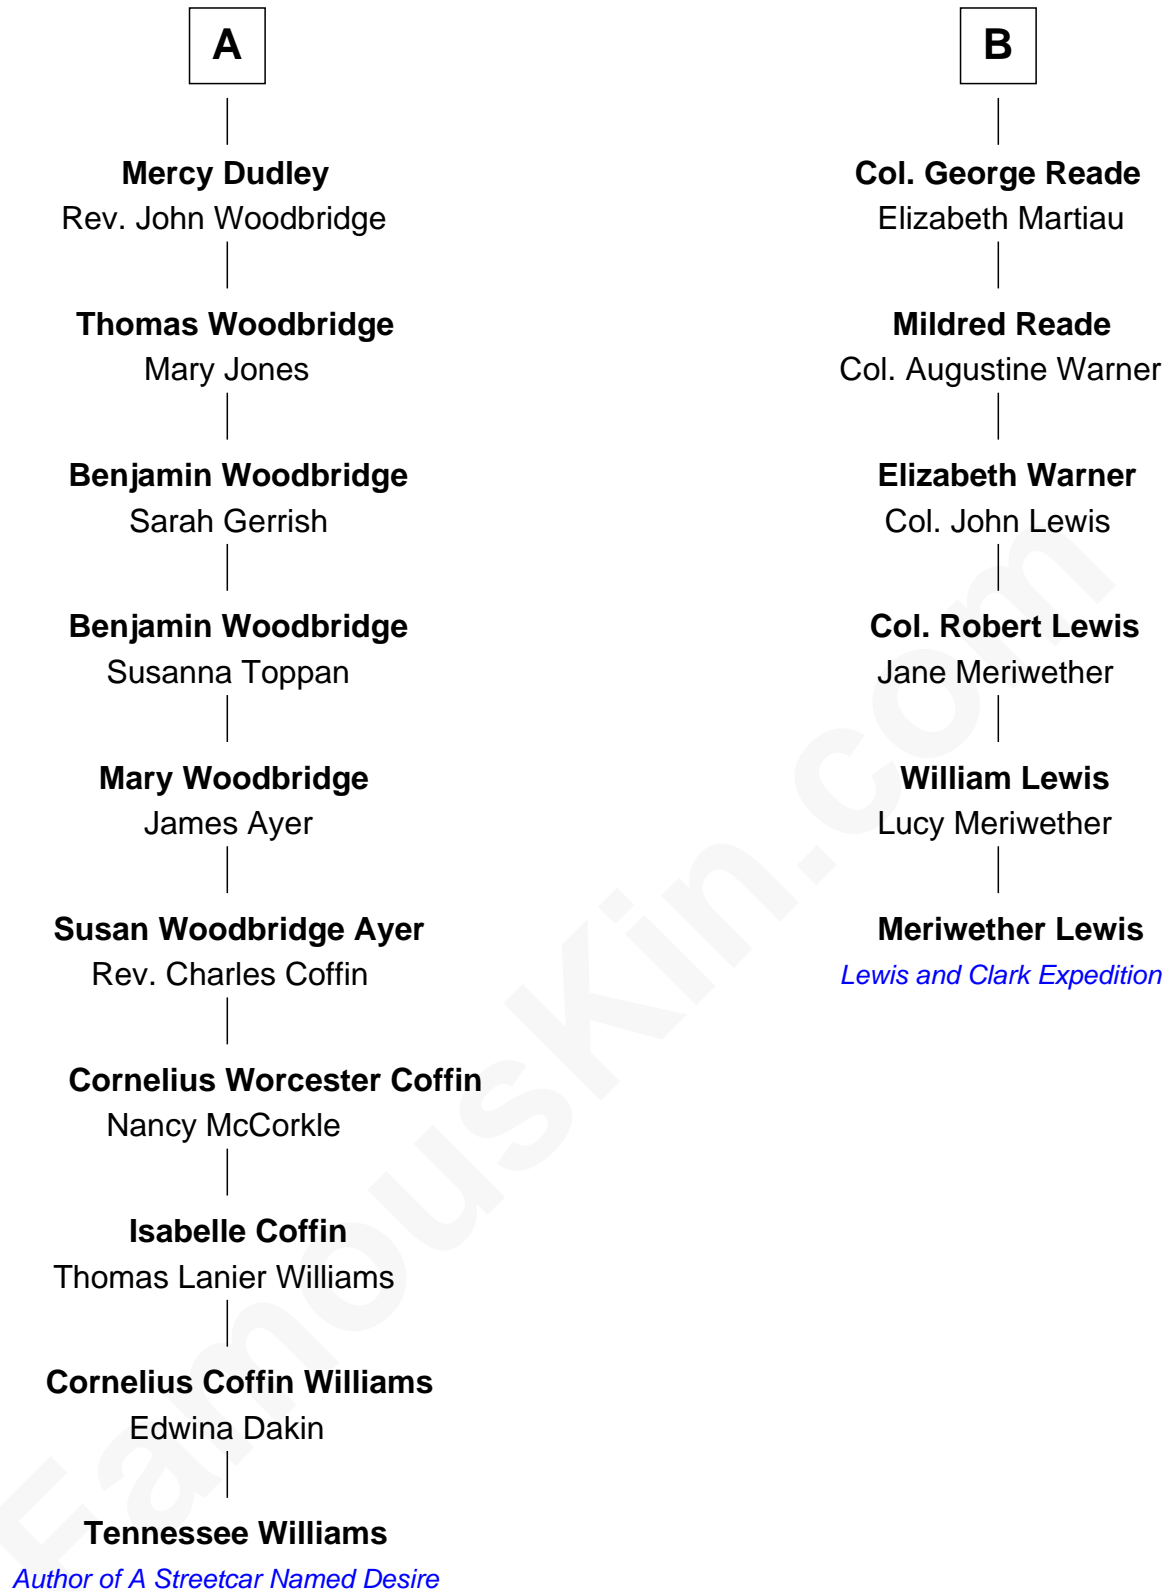 A
Mercy Dudley
Rev. John Woodbridge
Thomas Woodbridge
Mary Jones
Benjamin Woodbridge
Sarah Gerrish
Benjamin Woodbridge
Susanna Toppan
Mary Woodbridge
James Ayer
Susan Woodbridge Ayer
Rev. Charles Coffin
Cornelius Worcester Coffin
Nancy McCorkle
Isabelle Coffin
Thomas Lanier Williams
Cornelius Coffin Williams
Edwina Dakin
Tennessee Williams
Author of A Streetcar Named Desire
B
Col. George Reade
Elizabeth Martiau
Mildred Reade
Col. Augustine Warner
Elizabeth Warner
Col. John Lewis
Col. Robert Lewis
Jane Meriwether
William Lewis
Lucy Meriwether
Meriwether Lewis
Lewis and Clark Expedition
FamousKin.com